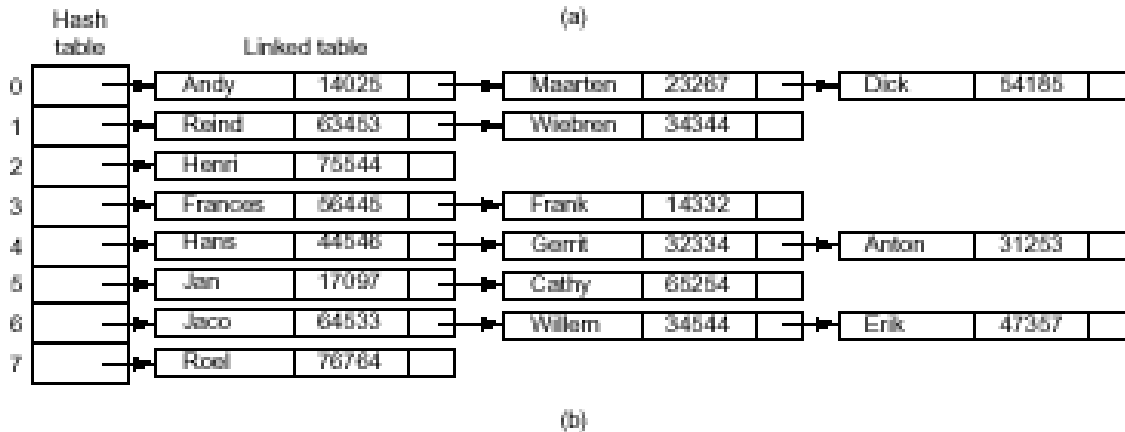 (a)
Hash
table
Linked table
0 Andy 14025 Maarten 23267 Dick 54185
1 Reind 63453 Wiebren 34344
2 Henri 75544
3 Frances 56445 Frank 14332
4 Hans 44546 Gerrit 32334 Anton 31253
5 Jan 17097 Cathy 65254
6 Jaco 64533 Willem 34544 Erik 47357
7 Roel 76764
(b)